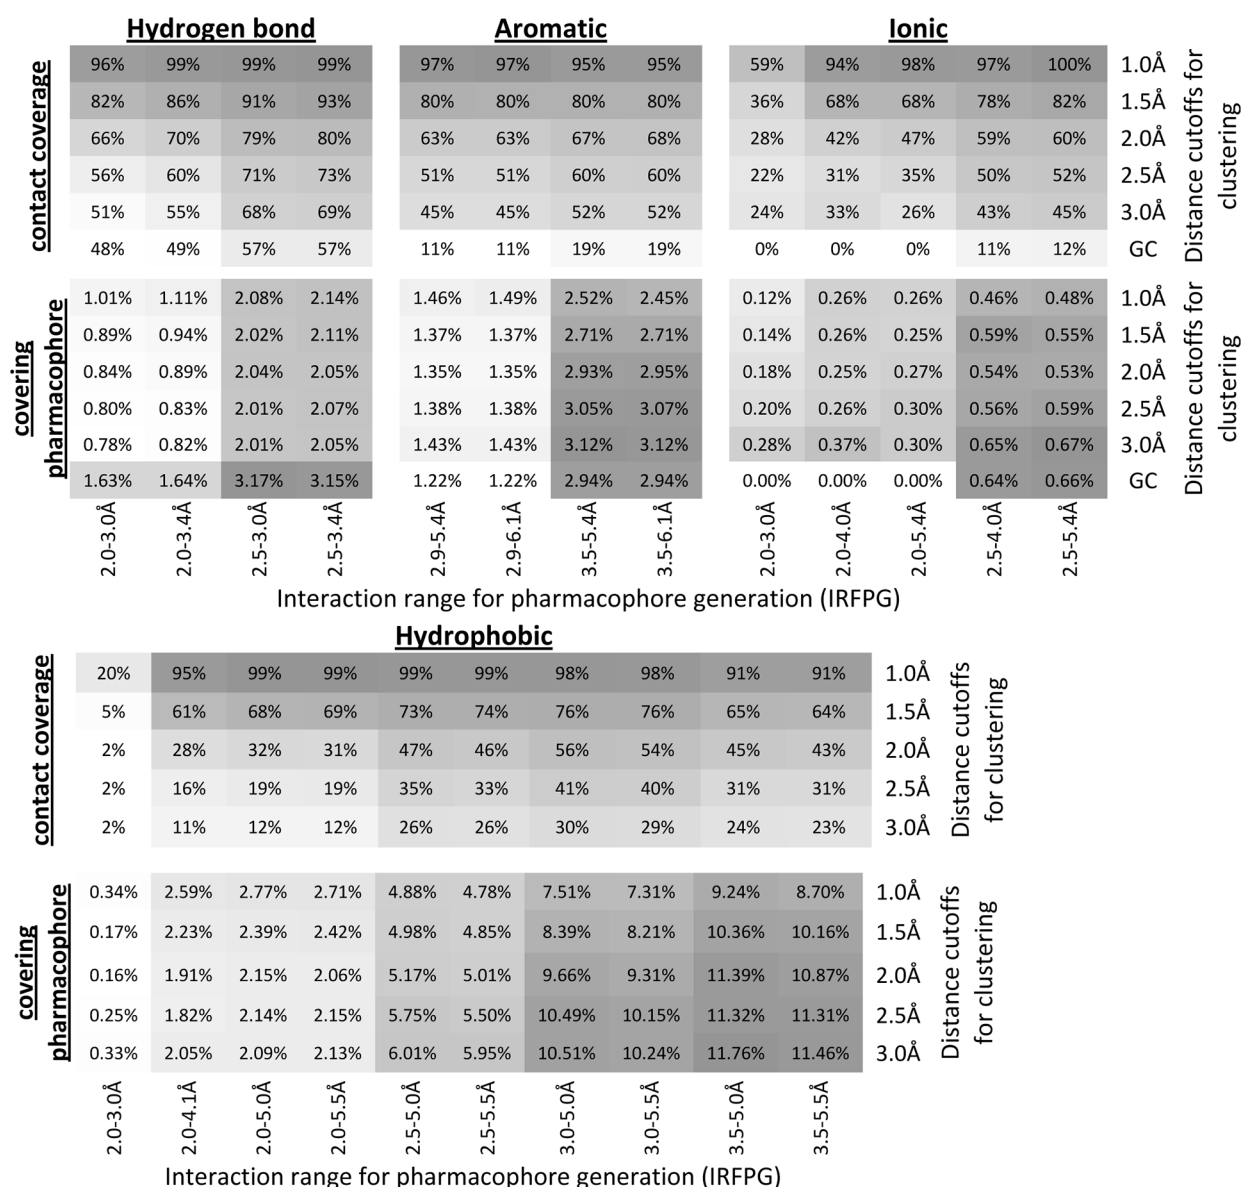 Hydrogen bond Aromatic Ionic
contact coverage
96% 99% 99% 99% 97% 97% 95% 95% 59% 94% 98% 97% 100% 1.0Å
82% 86% 91% 93% 80% 80% 80% 80% 36% 68% 68% 78% 82% 1.5Å
66% 70% 79% 80% 63% 63% 67% 68% 28% 42% 47% 59% 60% 2.0Å
56% 60% 71% 73% 51% 51% 60% 60% 22% 31% 35% 50% 52% 2.5Å
51% 55% 68% 69% 45% 45% 52% 52% 24% 33% 26% 43% 45% 3.0Å
48% 49% 57% 57% 11% 11% 19% 19% 0% 0% 0% 11% 12% GC
Distance cutoffs for
clustering
covering
pharmacophore
1.01% 1.11% 2.08% 2.14% 1.46% 1.49% 2.52% 2.45% 0.12% 0.26% 0.26% 0.46% 0.48% 1.0Å
0.89% 0.94% 2.02% 2.11% 1.37% 1.37% 2.71% 2.71% 0.14% 0.26% 0.25% 0.59% 0.55% 1.5Å
0.84% 0.89% 2.04% 2.05% 1.35% 1.35% 2.93% 2.95% 0.18% 0.25% 0.27% 0.54% 0.53% 2.0Å
0.80% 0.83% 2.01% 2.07% 1.38% 1.38% 3.05% 3.07% 0.20% 0.26% 0.30% 0.56% 0.59% 2.5Å
0.78% 0.82% 2.01% 2.05% 1.43% 1.43% 3.12% 3.12% 0.28% 0.37% 0.30% 0.65% 0.67% 3.0Å
1.63% 1.64% 3.17% 3.15% 1.22% 1.22% 2.94% 2.94% 0.00% 0.00% 0.00% 0.64% 0.66% GC
Distance cutoffs for
clustering
2.0-3.0Å 2.0-3.4Å 2.5-3.0Å 2.5-3.4Å 2.9-5.4Å 2.9-6.1Å 3.5-5.4Å 3.5-6.1Å 2.0-3.0Å 2.0-4.0Å 2.0-5.4Å 2.5-4.0Å 2.5-5.4Å
Interaction range for pharmacophore generation (IRFPG)
Hydrophobic
contact coverage
20% 95% 99% 99% 99% 99% 98% 98% 91% 91% 1.0Å
5% 61% 68% 69% 73% 74% 76% 76% 65% 64% 1.5Å
2% 28% 32% 31% 47% 46% 56% 54% 45% 43% 2.0Å
2% 16% 19% 19% 35% 33% 41% 40% 31% 31% 2.5Å
2% 11% 12% 12% 26% 26% 30% 29% 24% 23% 3.0Å
Distance cutoffs
for clustering
covering
pharmacophore
0.34% 2.59% 2.77% 2.71% 4.88% 4.78% 7.51% 7.31% 9.24% 8.70% 1.0Å
0.17% 2.23% 2.39% 2.42% 4.98% 4.85% 8.39% 8.21% 10.36% 10.16% 1.5Å
0.16% 1.91% 2.15% 2.06% 5.17% 5.01% 9.66% 9.31% 11.39% 10.87% 2.0Å
0.25% 1.82% 2.14% 2.15% 5.75% 5.50% 10.49% 10.15% 11.32% 11.31% 2.5Å
0.33% 2.05% 2.09% 2.13% 6.01% 5.95% 10.51% 10.24% 11.76% 11.46% 3.0Å
Distance cutoffs
for clustering
2.0-3.0Å 2.0-4.1Å 2.0-5.0Å 2.0-5.5Å 2.5-5.0Å 2.5-5.5Å 3.0-5.0Å 3.0-5.5Å 3.5-5.0Å 3.5-5.5Å
Interaction range for pharmacophore generation (IRFPG)